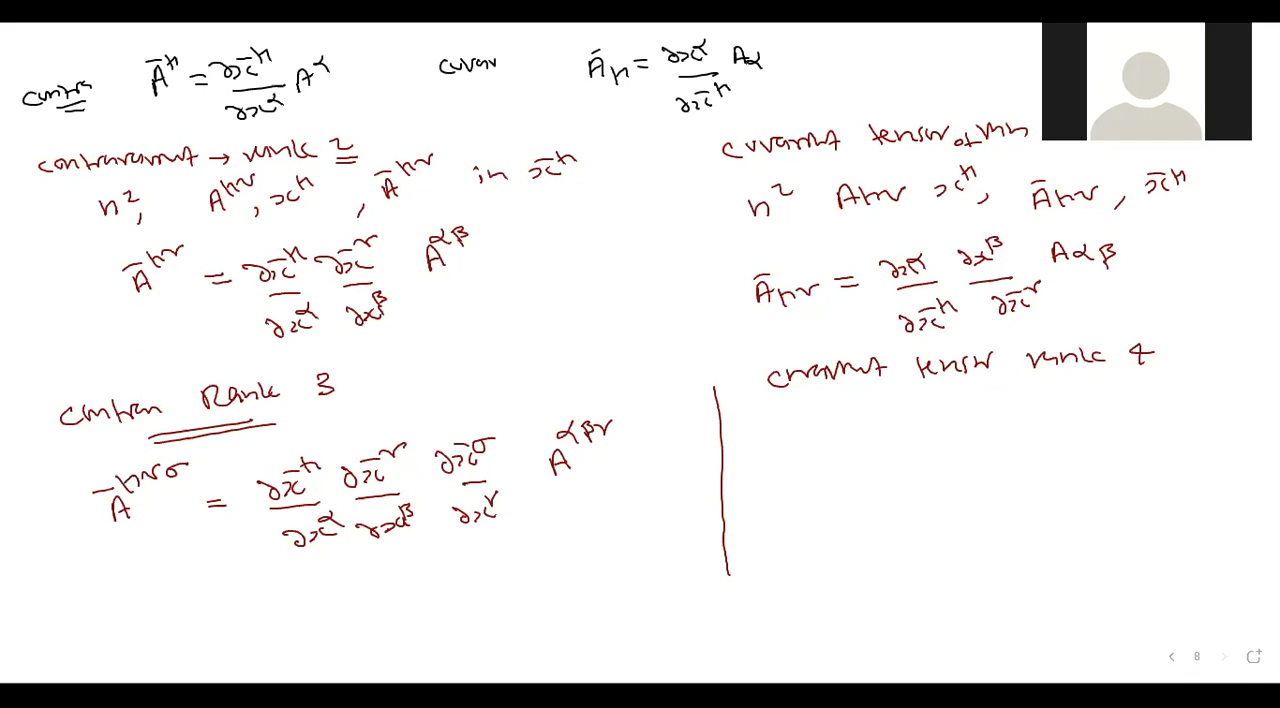 contra Ā^μ = ∂x̄^μ/∂x^α A^α covar Ā_μ = ∂x^α/∂x̄^μ A_α
contravariant → rank 2
n², A^μν, x^μ, Ā^μν in x̄^μ
Ā^μν = ∂x̄^μ/∂x^α ∂x̄^ν/∂x^β A^αβ
covariant tensor of
n² A_μν x^μ, Ā_μν, x̄^μ
Ā_μν = ∂x^α/∂x̄^μ ∂x^β/∂x̄^ν A_αβ
covariant tensor rank 4
contra Rank 3
Ā^μνσ = ∂x̄^μ/∂x^α ∂x̄^ν/∂x^β ∂x̄^σ/∂x^γ A^αβγ
8